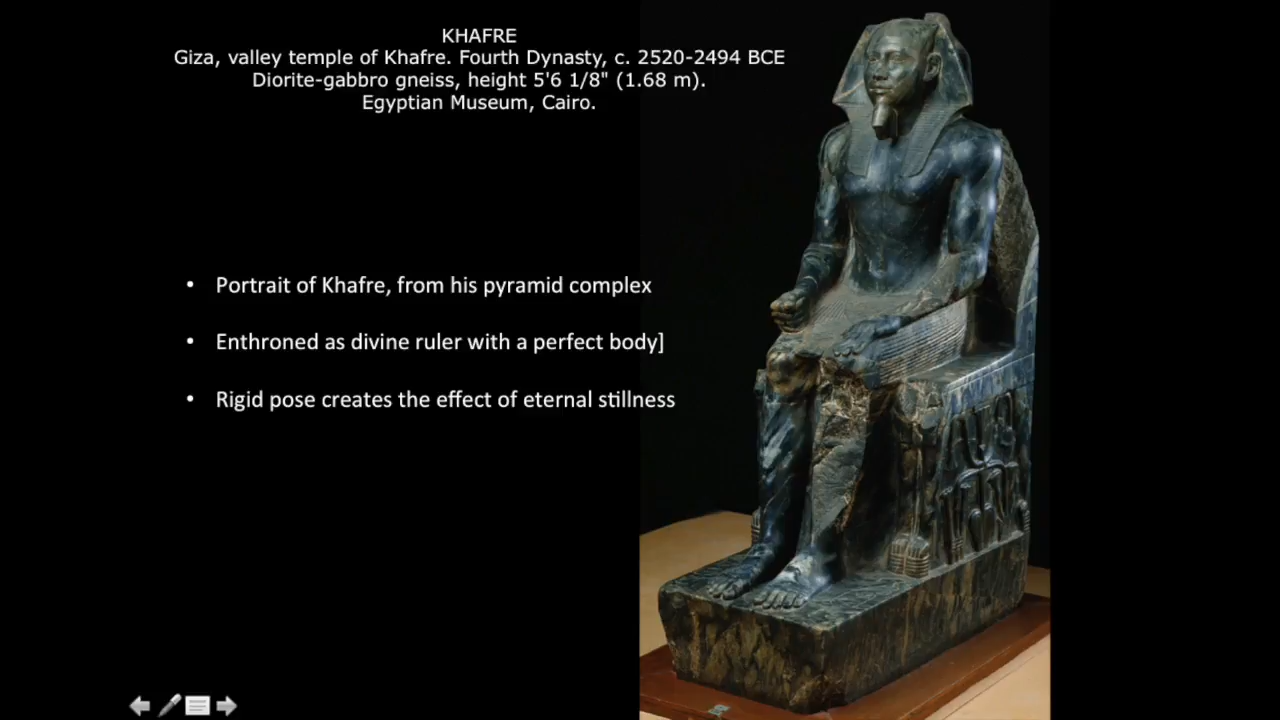 KHAFRE
Giza, valley temple of Khafre. Fourth Dynasty, c. 2520-2494 BCE
Diorite-gabbro gneiss, height 5'6 1/8" (1.68 m).
Egyptian Museum, Cairo.
• Portrait of Khafre, from his pyramid complex
• Enthroned as divine ruler with a perfect body]
• Rigid pose creates the effect of eternal stillness